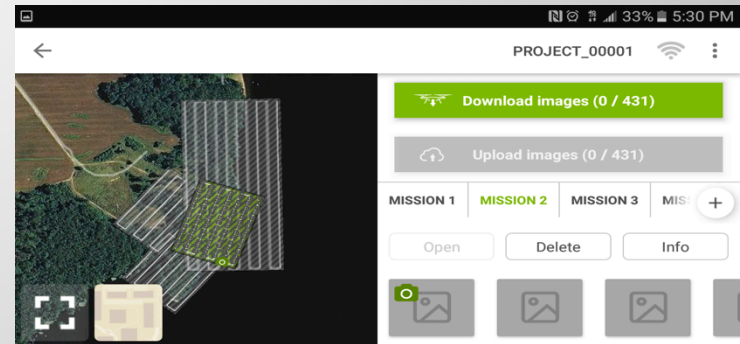 33% 5:30 PM
PROJECT_00001
Download images (0 / 431)
Upload images (0 / 431)
MISSION 1 MISSION 2 MISSION 3 MIS
Open Delete Info